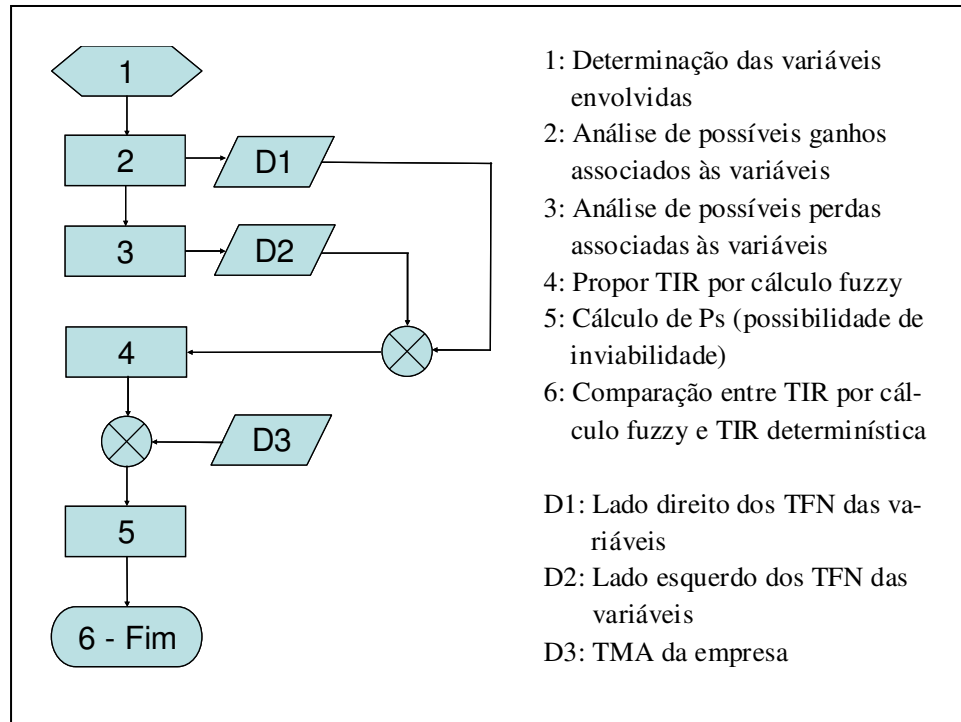 1
2
D1
3
D2
4
D3
5
6 - Fim
1: Determinação das variáveis
envolvidas
2: Análise de possíveis ganhos
associados às variáveis
3: Análise de possíveis perdas
associadas às variáveis
4: Propor TIR por cálculo fuzzy
5: Cálculo de Ps (possibilidade de
inviabilidade)
6: Comparação entre TIR por cál-
culo fuzzy e TIR determinística
D1: Lado direito dos TFN das va-
riáveis
D2: Lado esquerdo dos TFN das
variáveis
D3: TMA da empresa